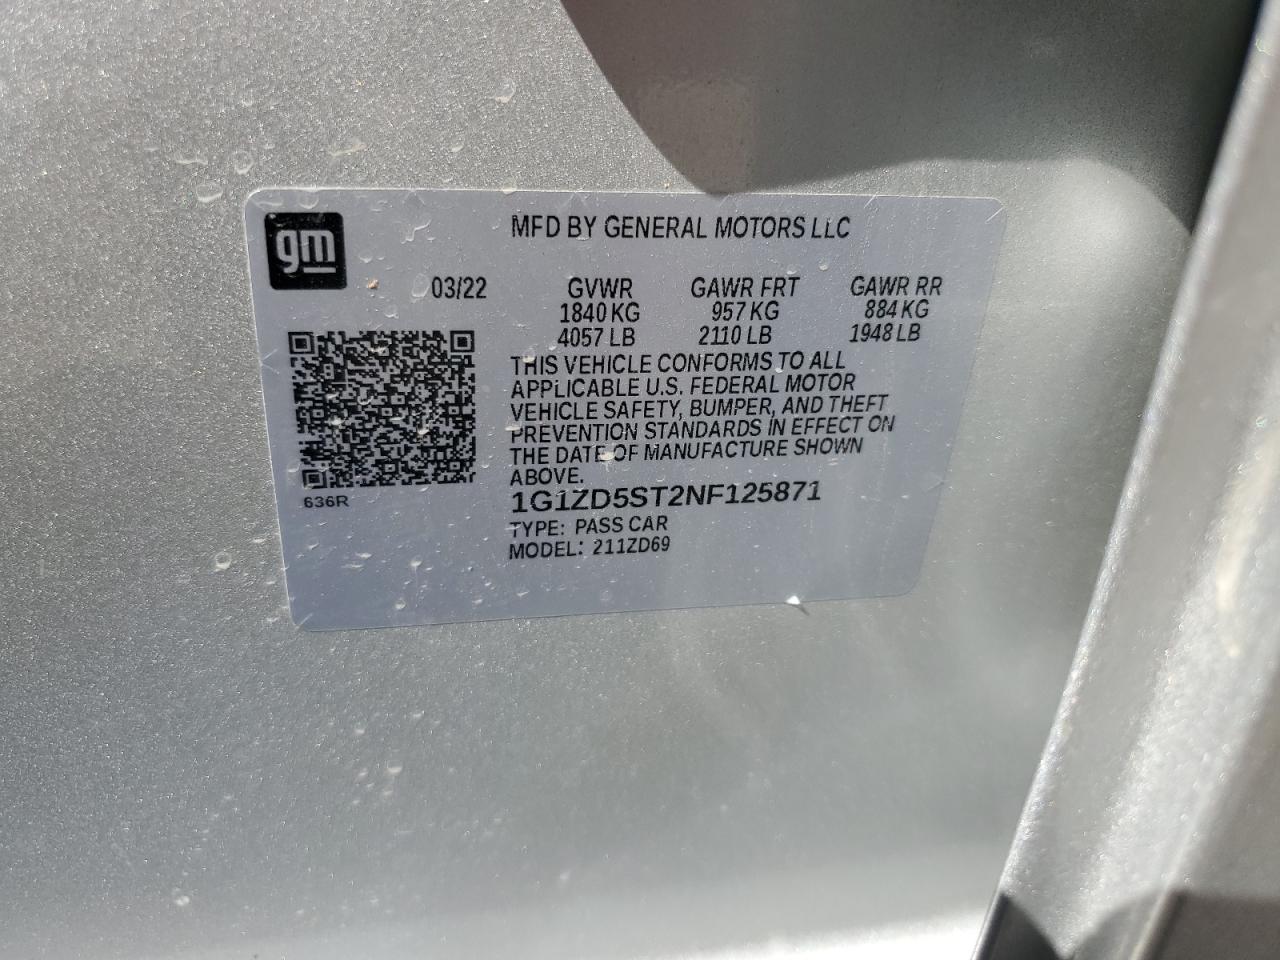 gm
MFD BY GENERAL MOTORS LLC
03/22 GVWR GAWR FRT GAWR RR
1840 KG 957 KG 884 KG
4057 LB 2110 LB 1948 LB
THIS VEHICLE CONFORMS TO ALL
APPLICABLE U.S. FEDERAL MOTOR
VEHICLE SAFETY, BUMPER, AND THEFT
PREVENTION STANDARDS IN EFFECT ON
THE DATE OF MANUFACTURE SHOWN
ABOVE.
636R
1G1ZD5ST2NF125871
TYPE: PASS CAR
MODEL: 211ZD69